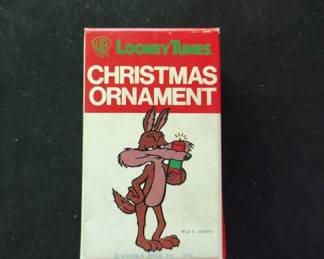 WB LOONEY TUNES
CHRISTMAS
ORNAMENT
WILE E. COYOTE